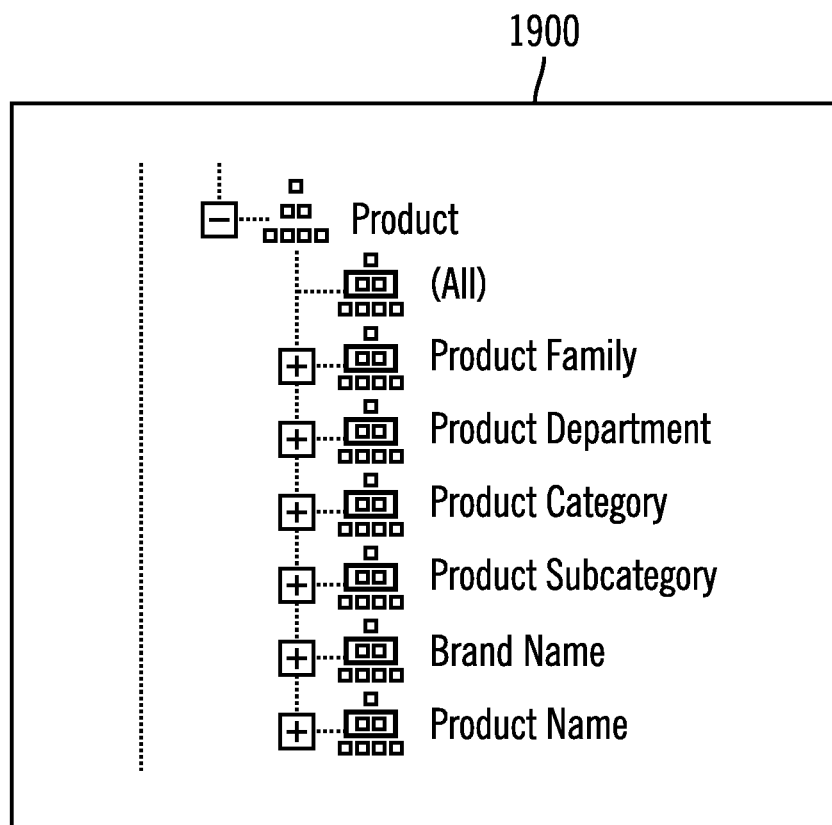 1900
Product
(All)
Product Family
Product Department
Product Category
Product Subcategory
Brand Name
Product Name